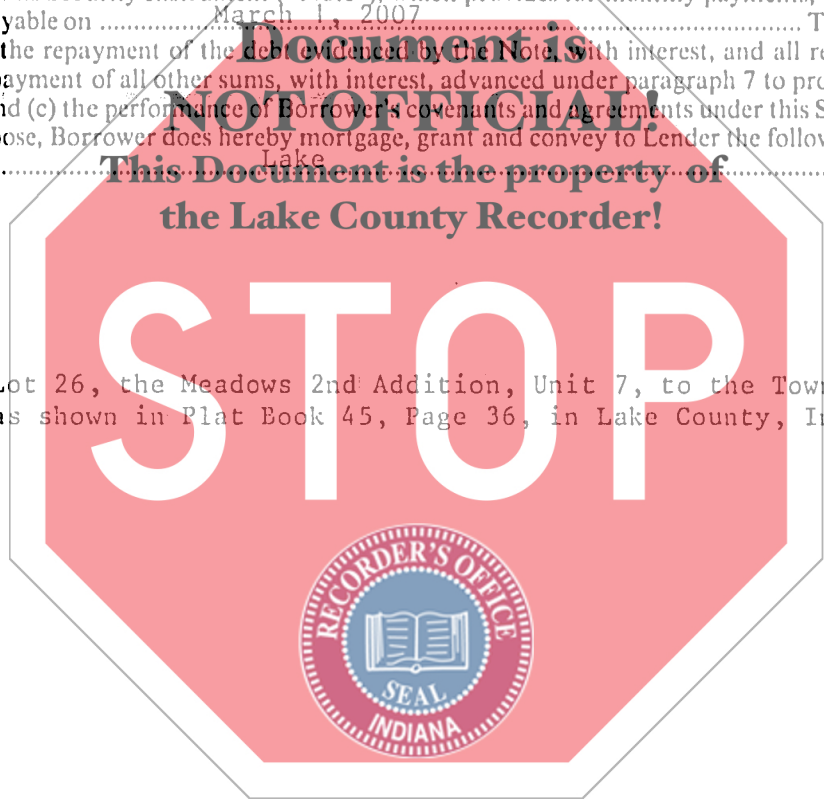 yable on March 1, 2007 T
Document is
the repayment of the debt evidenced by the Note, with interest, and all re
ayment of all other sums, with interest, advanced under paragraph 7 to pro
NOT OFFICIAL!
nd (c) the performance of Borrower's covenants and agreements under this S
ose, Borrower does hereby mortgage, grant and convey to Lender the follow
Lake
This Document is the property of
the Lake County Recorder!
STOP
Lot 26, the Meadows 2nd Addition, Unit 7, to the Town
as shown in Plat Book 45, Page 36, in Lake County, In
RECORDER'S OFFICE
SEAL
INDIANA